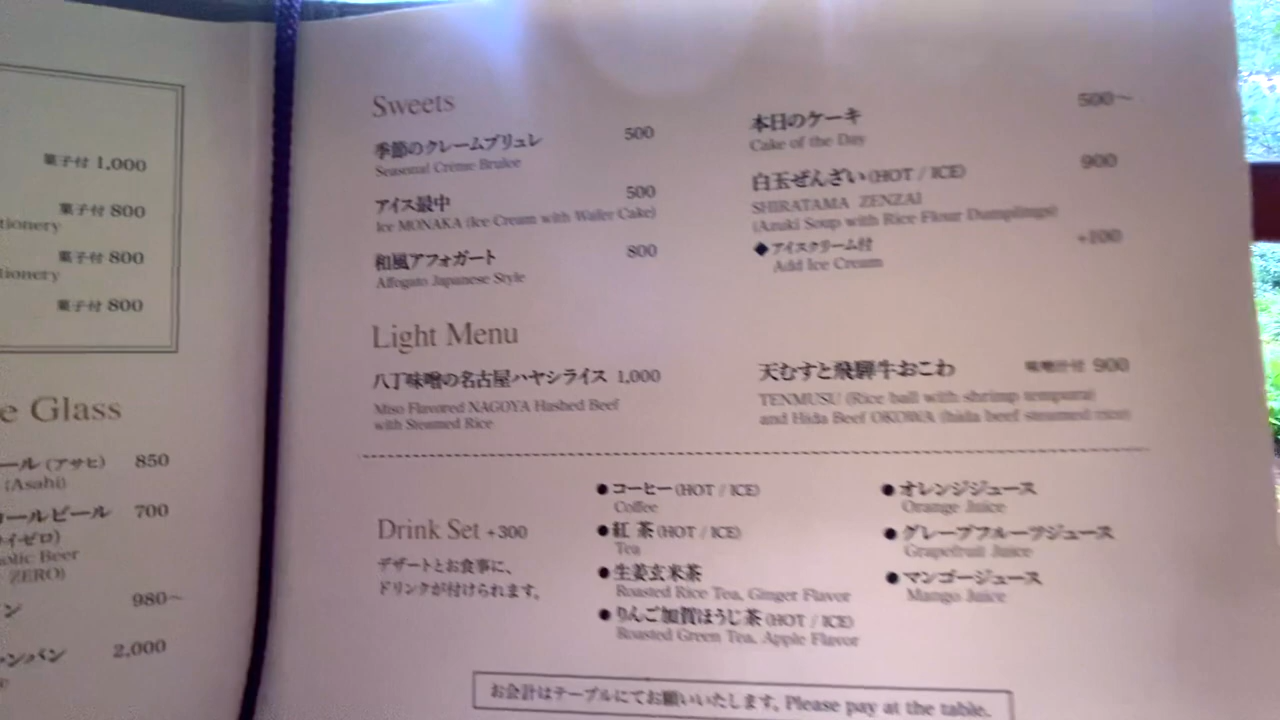 菓子付 1,000
菓子付 800
tionery
菓子付 800
tionery
菓子付 800
e Glass
ール (アサヒ) 850
(Asahi)
コールビール 700
イゼロ)
olic Beer
ZERO)
ン 980~
ンパン 2,000
Sweets
季節のクレームブリュレ 500
Seasonal Crème Brulee
アイス最中 500
Ice MONAKA (Ice Cream with Wafer Cake)
和風アフォガート 800
Affogato Japanese Style
本日のケーキ 500~
Cake of the Day
白玉ぜんざい (HOT / ICE) 900
SHIRATAMA ZENZAI
(Azuki Soup with Rice Flour Dumplings)
◆アイスクリーム付 +100
Add Ice Cream
Light Menu
八丁味噌の名古屋ハヤシライス 1,000
Miso Flavored NAGOYA Hashed Beef
with Steamed Rice
天むすと飛騨牛おこわ 味噌汁付 900
TENMUSU (Rice ball with shrimp tempura)
and Hida Beef OKOWA (hida beef steamed rice)
Drink Set +300
デザートとお食事に、
ドリンクが付けられます。
●コーヒー (HOT / ICE)
Coffee
●紅 茶 (HOT / ICE)
Tea
●生姜玄米茶
Roasted Rice Tea, Ginger Flavor
●りんご加賀ほうじ茶 (HOT / ICE)
Roasted Green Tea, Apple Flavor
●オレンジジュース
Orange Juice
●グレープフルーツジュース
Grapefruit Juice
●マンゴージュース
Mango Juice
お会計はテーブルにてお願いいたします。Please pay at the table.